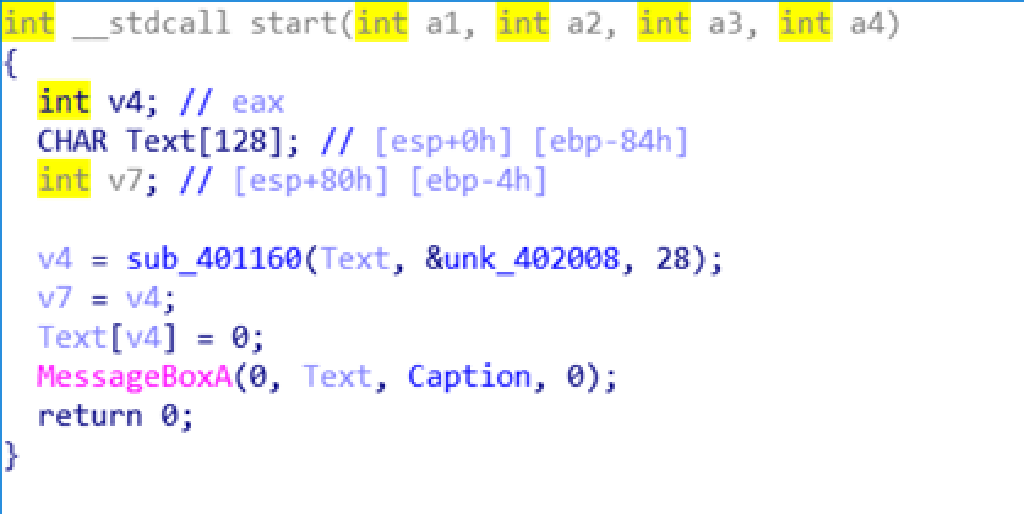 int __stdcall start(int a1, int a2, int a3, int a4)
{
int v4; // eax
CHAR Text[128]; // [esp+0h] [ebp-84h]
int v7; // [esp+80h] [ebp-4h]
v4 = sub_401160(Text, &unk_402008, 28);
v7 = v4;
Text[v4] = 0;
MessageBoxA(0, Text, Caption, 0);
return 0;
}